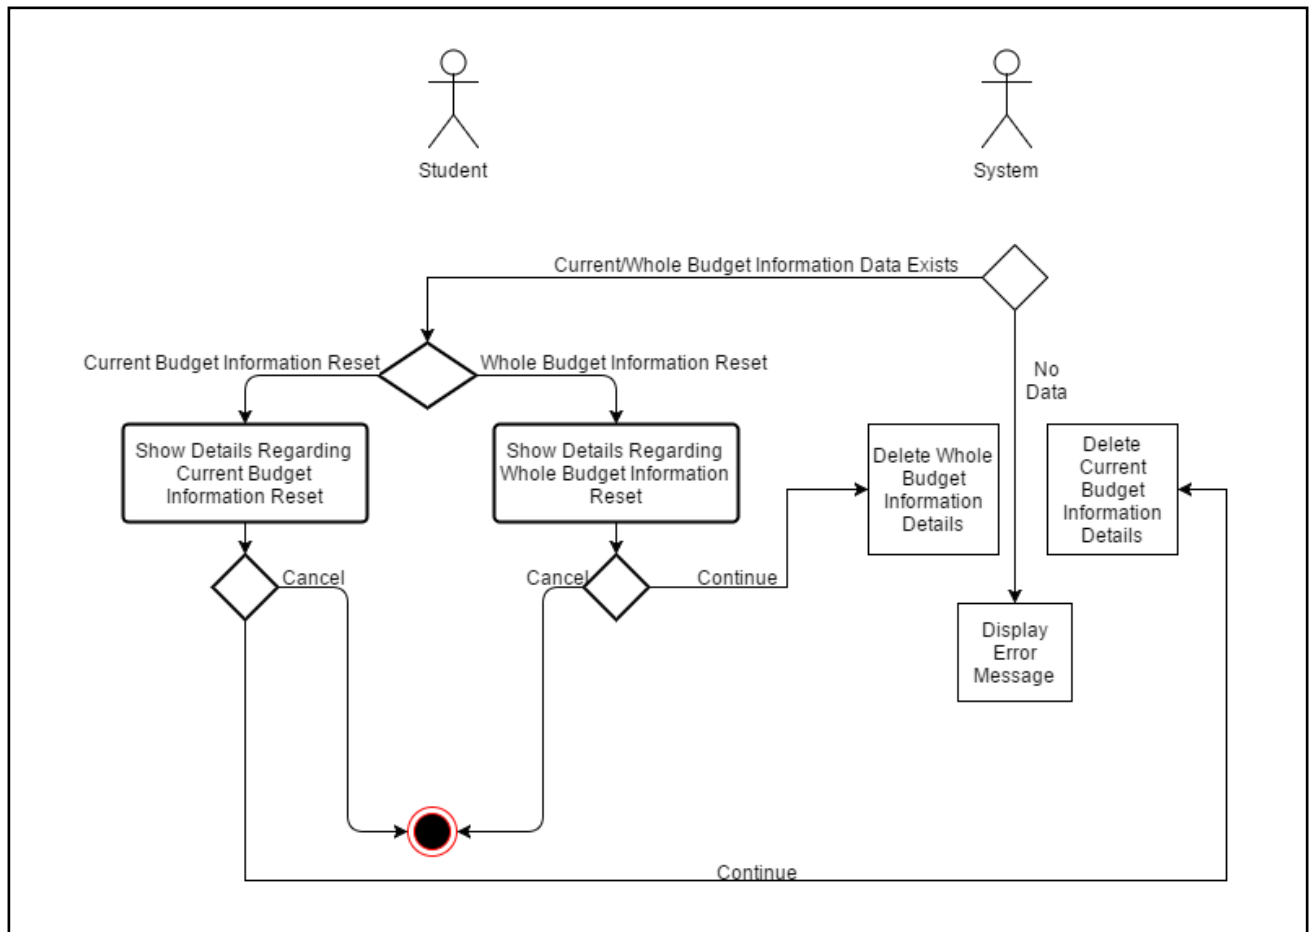 Student
System
Current/Whole Budget Information Data Exists
Current Budget Information Reset
Whole Budget Information Reset
No
Data
Show Details Regarding
Current Budget
Information Reset
Show Details Regarding
Whole Budget Information
Reset
Delete Whole
Budget
Information
Details
Delete
Current
Budget
Information
Details
Cancel
Cancel
Continue
Display
Error
Message
Continue